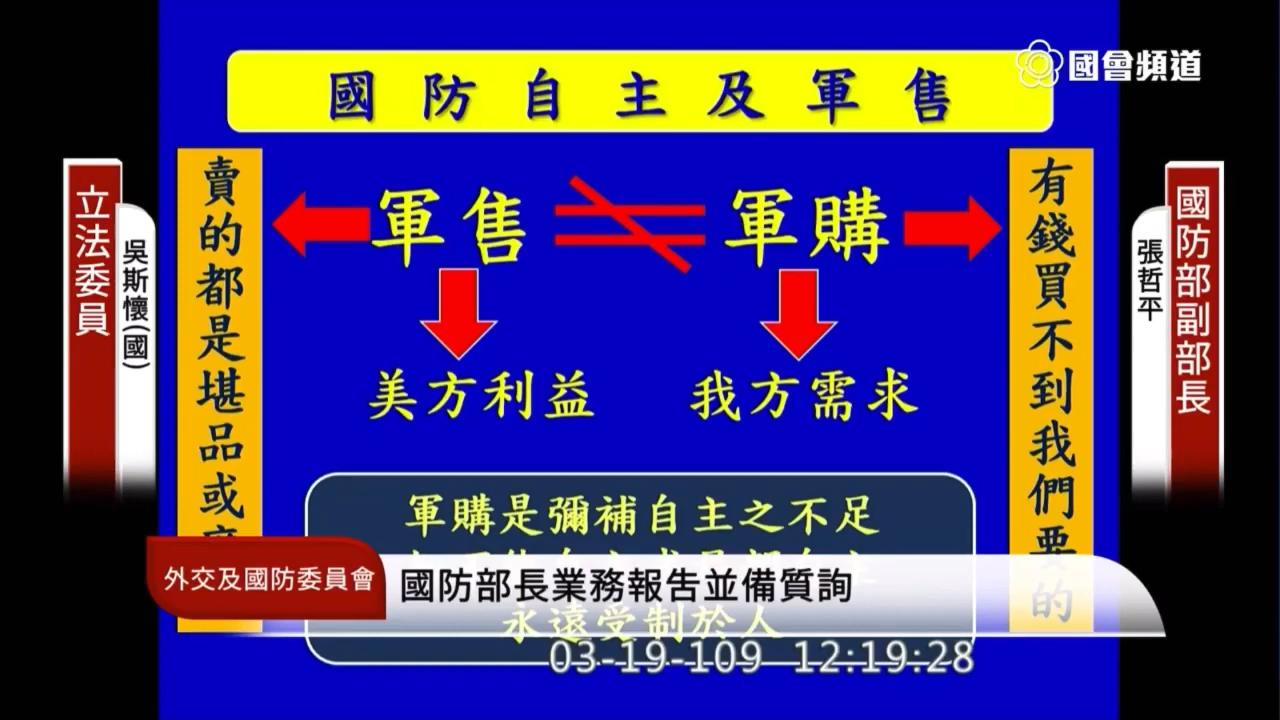 國會頻道
國防自主及軍售
立法委員
吳斯懷(國)
賣的都是堪品或
軍售 ≠ 軍購
美方利益 我方需求
有錢買不到我們要的
張哲平
國防部副部長
軍購是彌補自主之不足
永遠受制於人
外交及國防委員會
國防部長業務報告並備質詢
03-19-109 12:19:28